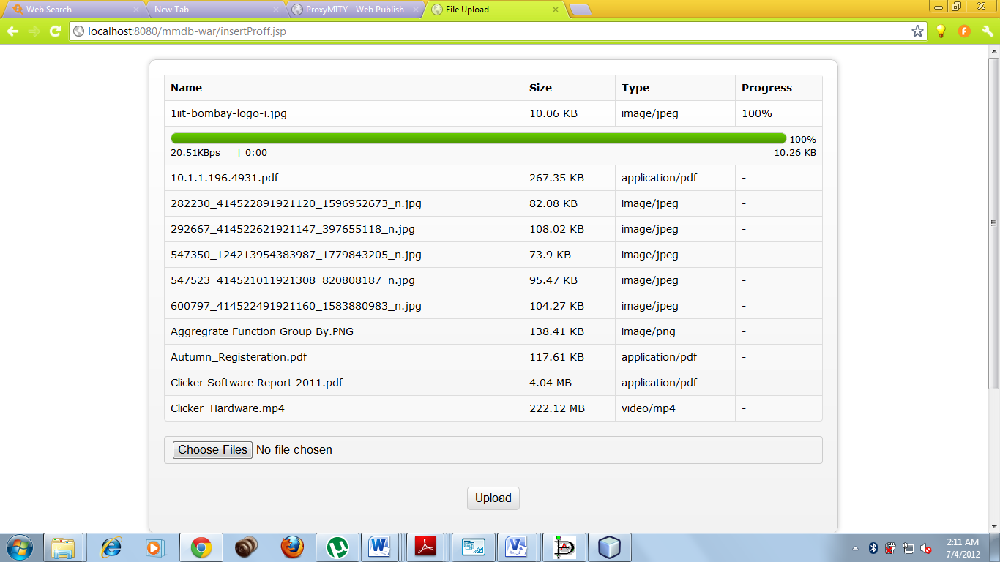 Web Search
New Tab
ProxyMITY - Web Publish
File Upload
localhost:8080/mmdb-war/insertProff.jsp
Name Size Type Progress
1iit-bombay-logo-i.jpg 10.06 KB image/jpeg 100%
100%
20.51KBps | 0:00 10.26 KB
10.1.1.196.4931.pdf 267.35 KB application/pdf -
282230_414522891921120_1596952673_n.jpg 82.08 KB image/jpeg -
292667_414522621921147_397655118_n.jpg 108.02 KB image/jpeg -
547350_124213954383987_1779843205_n.jpg 73.9 KB image/jpeg -
547523_414521011921308_820808187_n.jpg 95.47 KB image/jpeg -
600797_414522491921160_1583880983_n.jpg 104.27 KB image/jpeg -
Aggregrate Function Group By.PNG 138.41 KB image/png -
Autumn_Registeration.pdf 117.61 KB application/pdf -
Clicker Software Report 2011.pdf 4.04 MB application/pdf -
Clicker_Hardware.mp4 222.12 MB video/mp4 -
Choose Files No file chosen
Upload
2:11 AM
7/4/2012